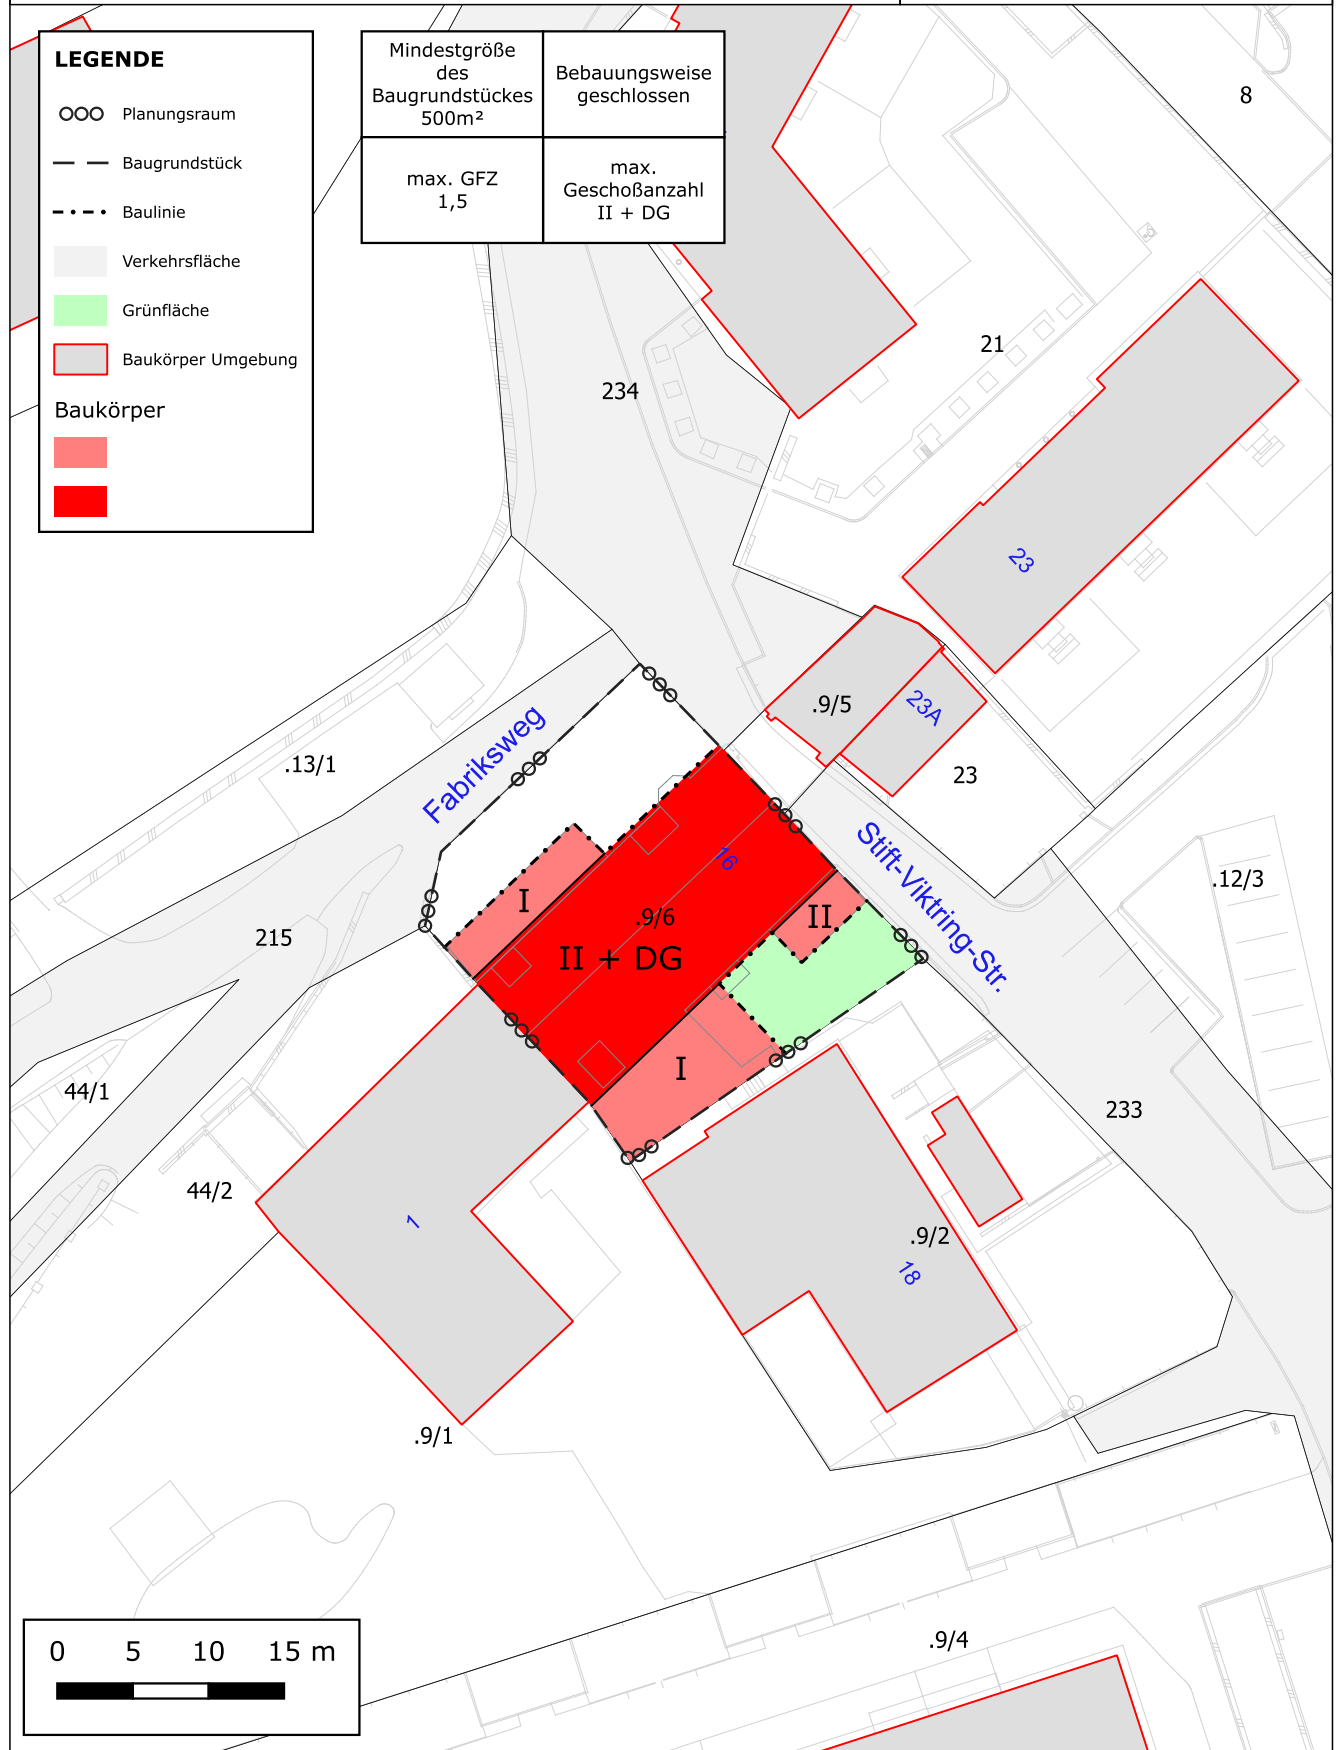 LEGENDE
Planungsraum
Baugrundstück
Baulinie
Verkehrsfläche
Grünfläche
Baukörper Umgebung
Baukörper
Mindestgröße
des
Baugrundstückes
500m²
Bebauungsweise
geschlossen
max. GFZ
1,5
max.
Geschoßanzahl
II + DG
8
21
234
23
.9/5
23A
23
.13/1
Fabriksweg
16
Stift-Viktring-Str.
.12/3
I
.9/6
II
II + DG
215
I
44/1
233
44/2
1
.9/2
18
.9/1
.9/4
0 5 10 15 m